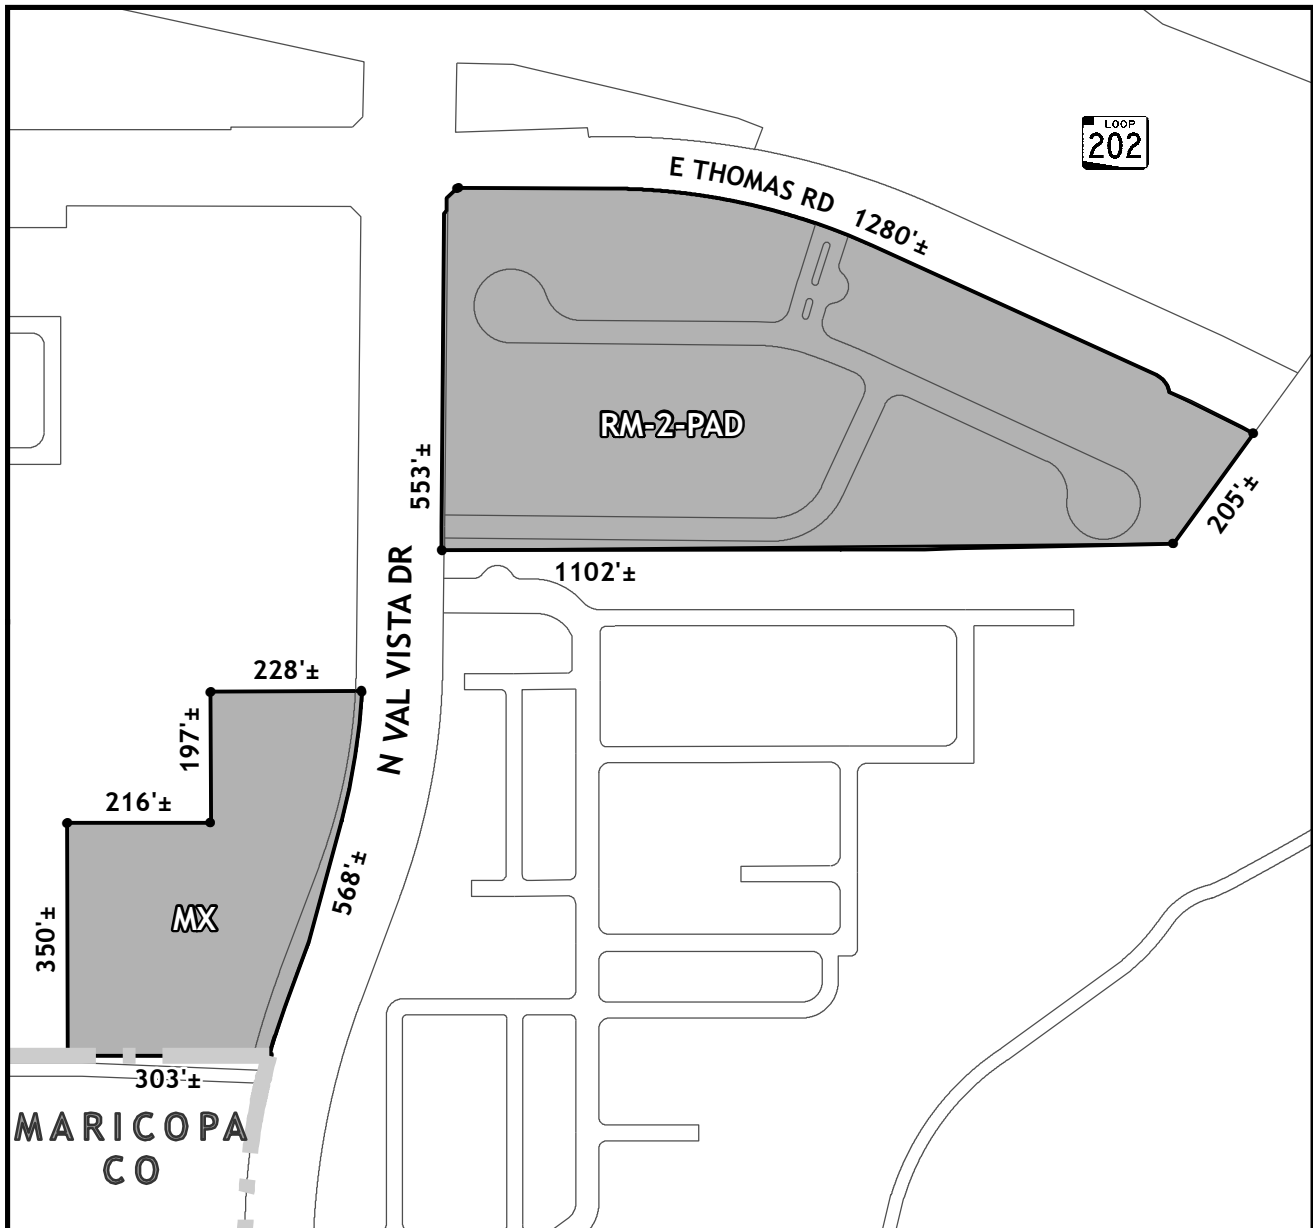 LOOP
202
E THOMAS RD
1280'±
RM-2-PAD
553'±
205'±
1102'±
N VAL VISTA DR
228'±
197'±
216'±
568'±
MX
350'±
303'±
MARICOPA
CO